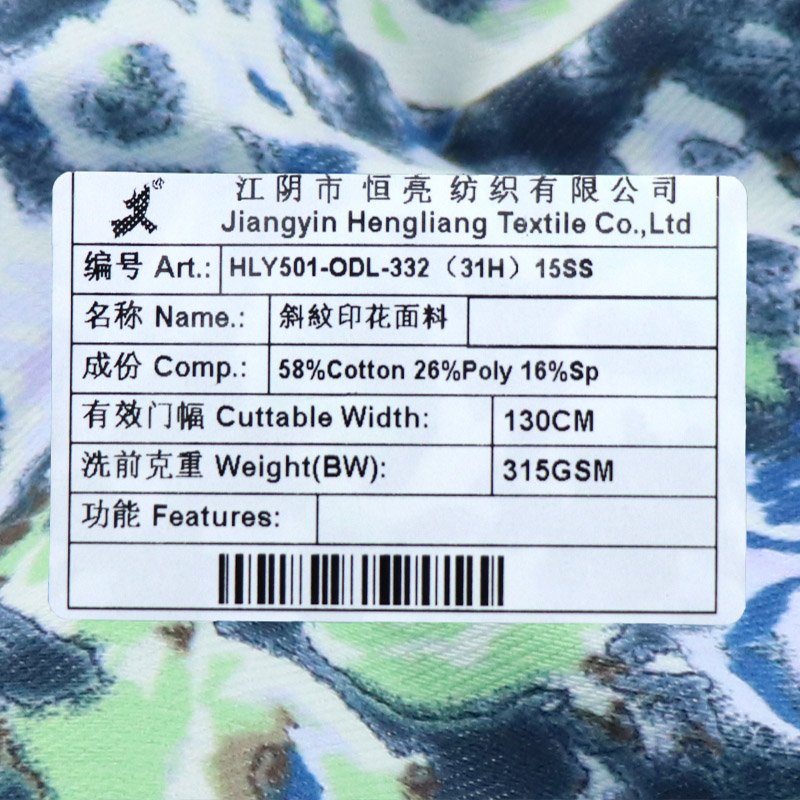 江阴市 恒亮 纺织有限公司
Jiangyin Hengliang Textile Co.,Ltd
编号 Art.: HLY501-ODL-332（31H）15SS
名称 Name.: 斜紋印花面料
成份 Comp.: 58%Cotton 26%Poly 16%Sp
有效门幅 Cuttable Width: 130CM
洗前克重 Weight(BW): 315GSM
功能 Features: